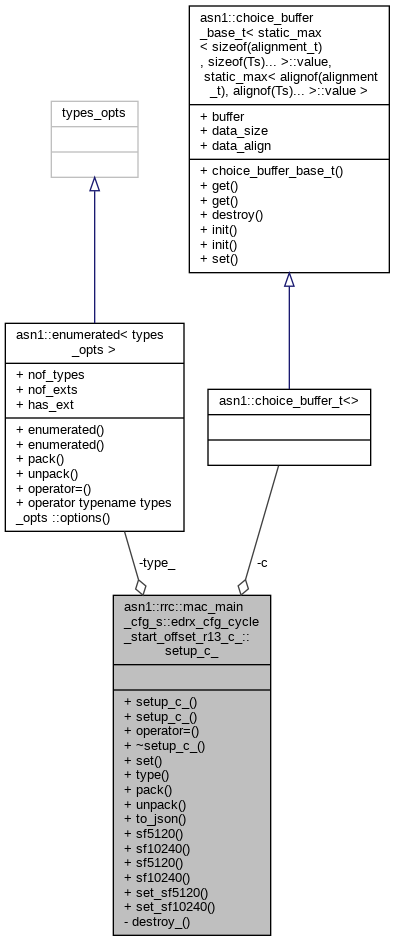 asn1::choice_buffer
_base_t< static_max
< sizeof(alignment_t)
, sizeof(Ts)... >::value,
static_max< alignof(alignment
_t), alignof(Ts)... >::value >
+ buffer
+ data_size
+ data_align
+ choice_buffer_base_t()
+ get()
+ get()
+ destroy()
+ init()
+ init()
+ set()
types_opts
asn1::enumerated< types
_opts >
+ nof_types
+ nof_exts
+ has_ext
+ enumerated()
+ enumerated()
+ pack()
+ unpack()
+ operator=()
+ operator typename types
_opts ::options()
asn1::choice_buffer_t<>
-type_
-c
asn1::rrc::mac_main
_cfg_s::edrx_cfg_cycle
_start_offset_r13_c_::
setup_c_
+ setup_c_()
+ setup_c_()
+ operator=()
+ ~setup_c_()
+ set()
+ type()
+ pack()
+ unpack()
+ to_json()
+ sf5120()
+ sf10240()
+ sf5120()
+ sf10240()
+ set_sf5120()
+ set_sf10240()
- destroy_()